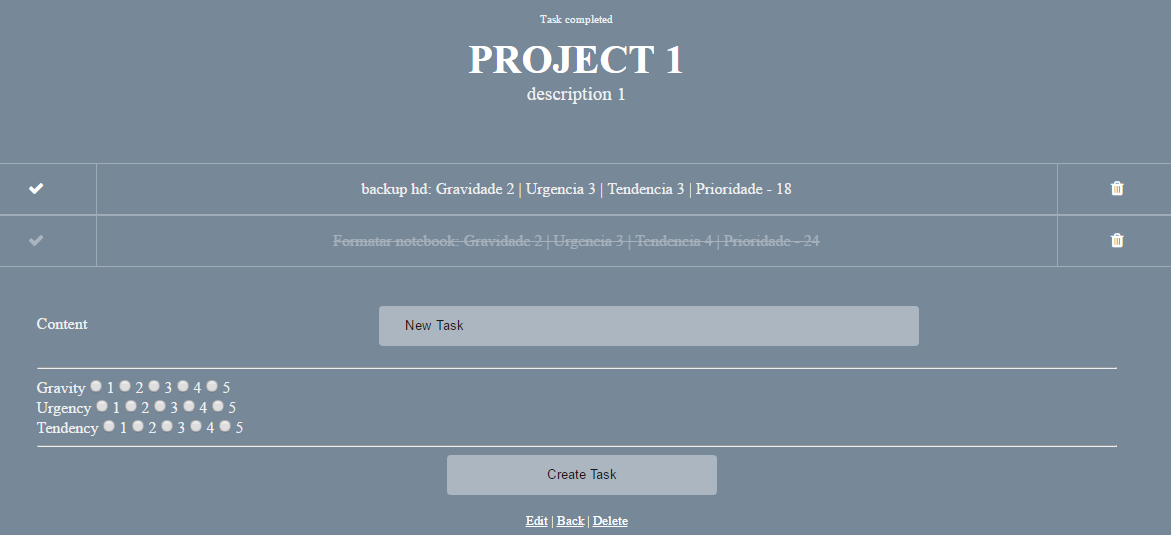 Task completed
PROJECT 1
description 1
backup hd: Gravidade 2 | Urgencia 3 | Tendencia 3 | Prioridade - 18
Formatar notebook: Gravidade 2 | Urgencia 3 | Tendencia 4 | Prioridade - 24
Content
New Task
Gravity 1 2 3 4 5
Urgency 1 2 3 4 5
Tendency 1 2 3 4 5
Create Task
Edit | Back | Delete